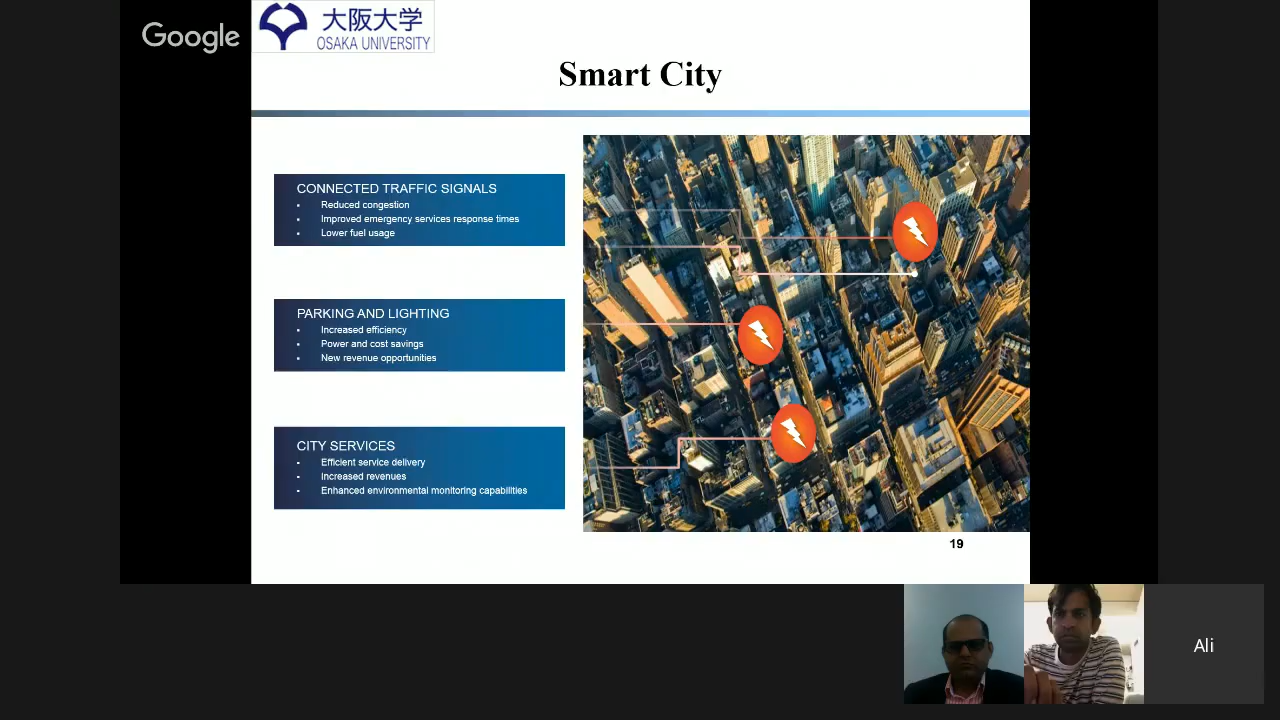 Google
大阪大学
OSAKA UNIVERSITY
Smart City
CONNECTED TRAFFIC SIGNALS
Reduced congestion
Improved emergency services response times
Lower fuel usage
PARKING AND LIGHTING
Increased efficiency
Power and cost savings
New revenue opportunities
CITY SERVICES
Efficient service delivery
Increased revenues
Enhanced environmental monitoring capabilities
19
Ali